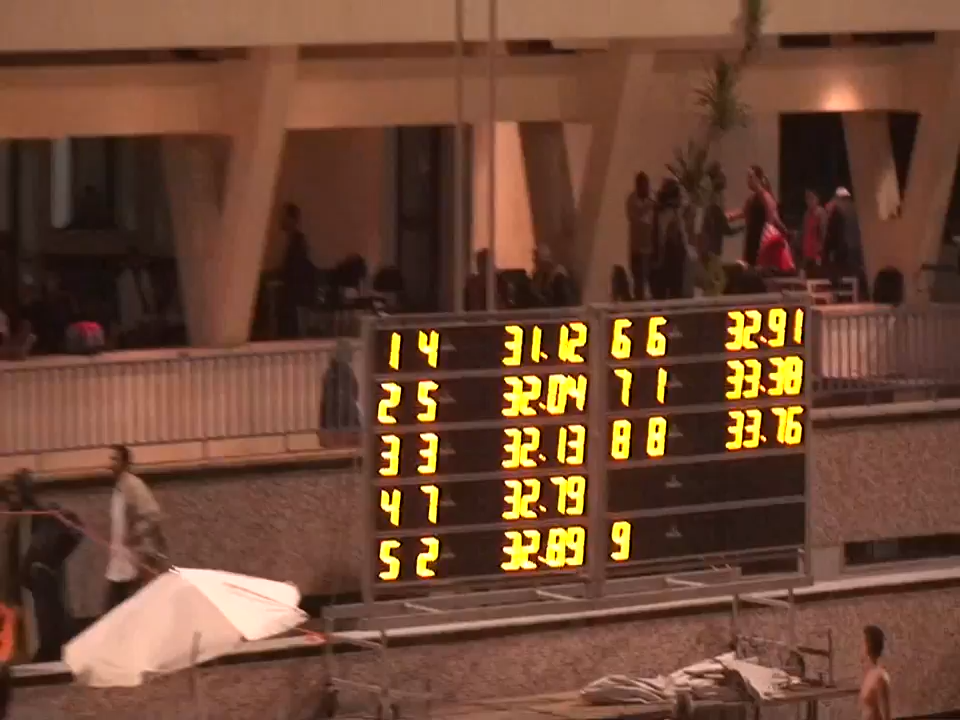 1 4 31.12
2 5 32.04
3 3 32.13
4 7 32.79
5 2 32.89
6 6 32.91
7 1 33.38
8 8 33.76
9